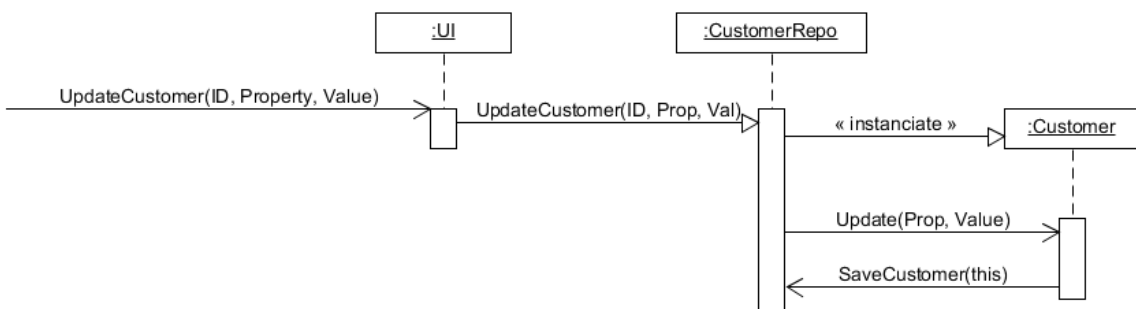 :UI
:CustomerRepo
UpdateCustomer(ID, Property, Value)
UpdateCustomer(ID, Prop, Val)
« instanciate »
:Customer
Update(Prop, Value)
SaveCustomer(this)